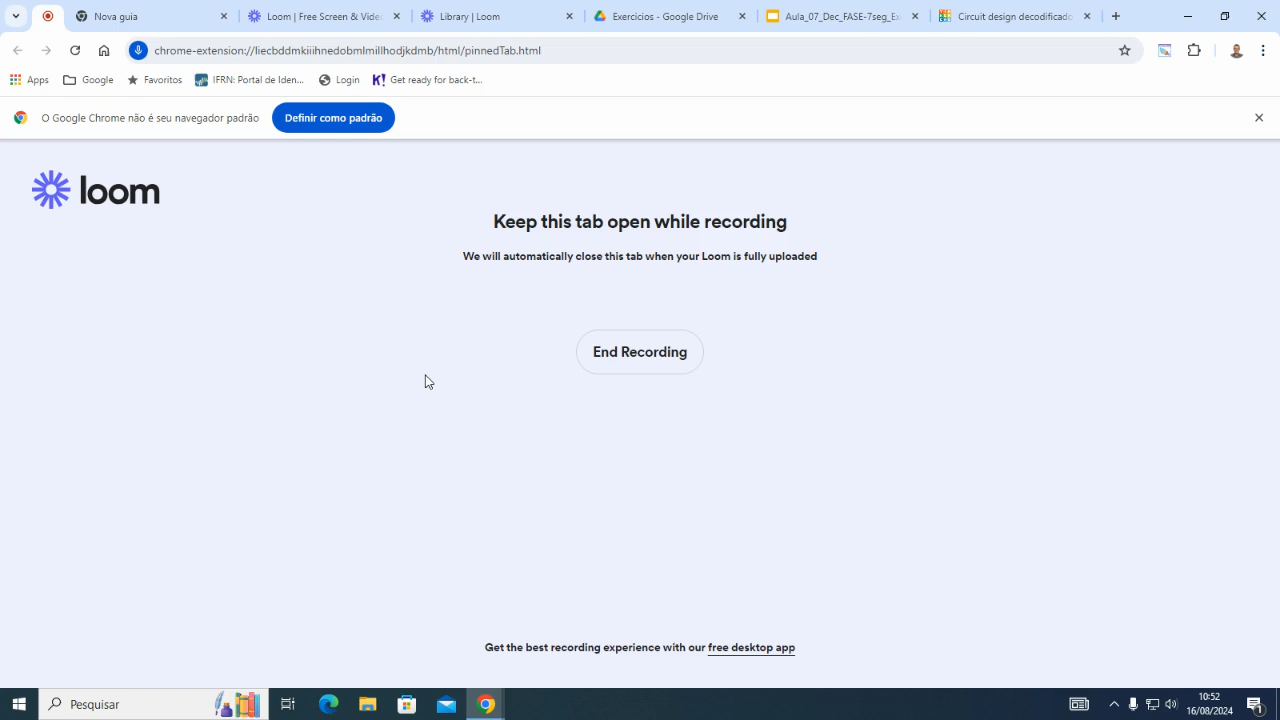 Nova guia
Loom | Free Screen & Vide
Library | Loom
Exercicios - Google Drive
Aula_07_Dec_FASE-7seg_Ex
Circuit design decodificado
chrome-extension://liecbddmkiiihnedobmlmillhodjkdmb/html/pinnedTab.html
Apps
Google
Favoritos
IFRN: Portal de Iden...
Login
K! Get ready for back-t...
O Google Chrome não é seu navegador padrão
Definir como padrão
loom
Keep this tab open while recording
We will automatically close this tab when your Loom is fully uploaded
End Recording
Get the best recording experience with our free desktop app
Pesquisar
10:52
16/08/2024
1